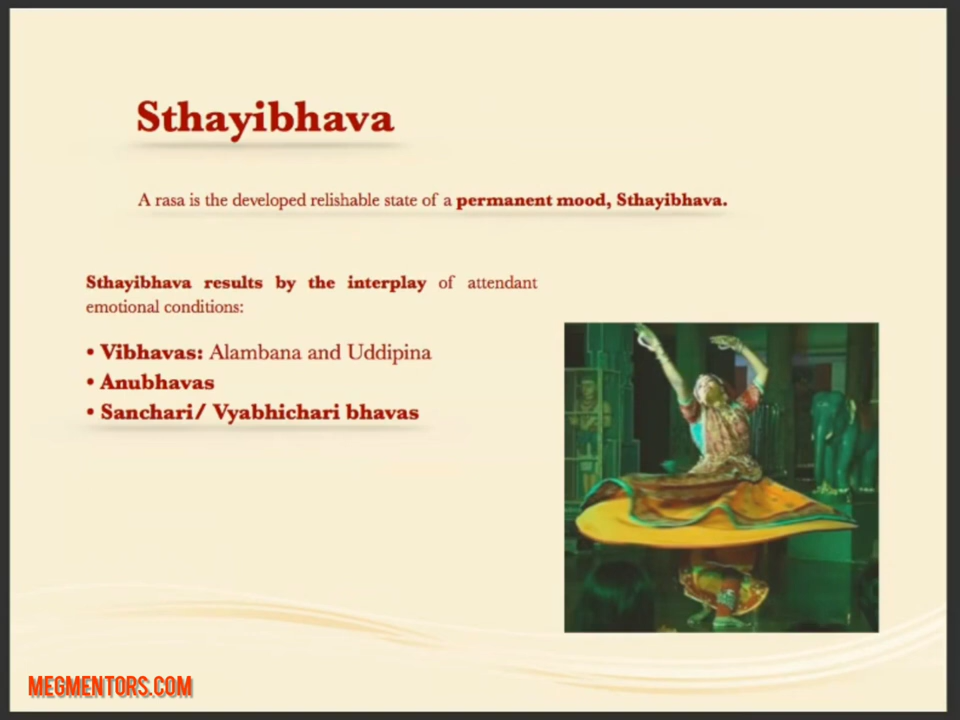 Sthayibhava
A rasa is the developed relishable state of a permanent mood, Sthayibhava.
Sthayibhava results by the interplay of attendant
emotional conditions:
• Vibhavas: Alambana and Uddipina
• Anubhavas
• Sanchari/ Vyabhichari bhavas
MEGMENTORS.COM